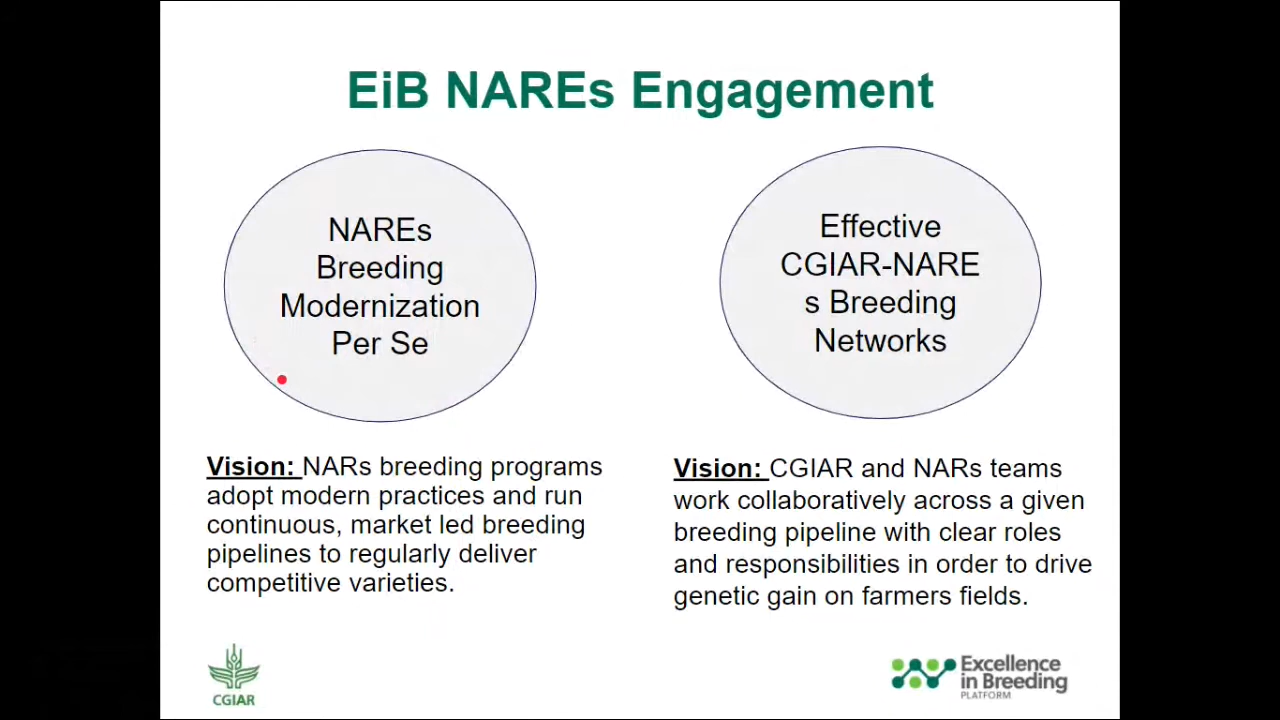 EiB NAREs Engagement
NAREs
Breeding
Modernization
Per Se
Effective
CGIAR-NARE
s Breeding
Networks
Vision: NARs breeding programs
adopt modern practices and run
continuous, market led breeding
pipelines to regularly deliver
competitive varieties.
Vision: CGIAR and NARs teams
work collaboratively across a given
breeding pipeline with clear roles
and responsibilities in order to drive
genetic gain on farmers fields.
CGIAR
Excellence
in Breeding
PLATFORM